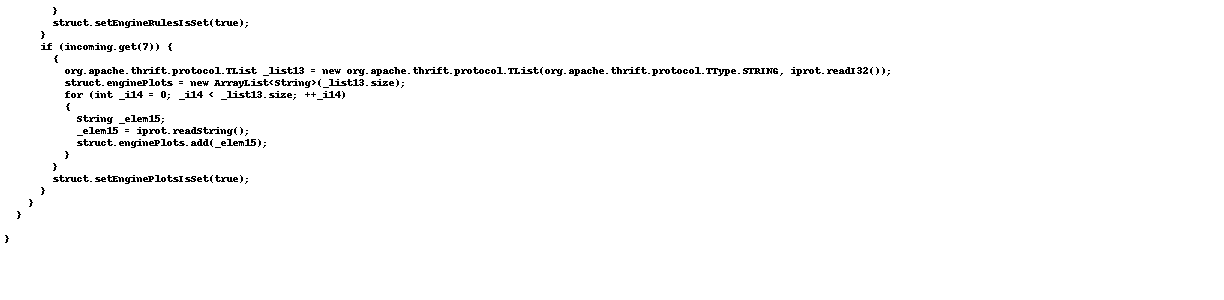 }
        struct.setEngineRulesIsSet(true);
      }
      if (incoming.get(7)) {
        {
          org.apache.thrift.protocol.TList _list13 = new org.apache.thrift.protocol.TList(org.apache.thrift.protocol.TType.STRING, iprot.readI32());
          struct.enginePlots = new ArrayList<String>(_list13.size);
          for (int _i14 = 0; _i14 < _list13.size; ++_i14)
          {
            String _elem15;
            _elem15 = iprot.readString();
            struct.enginePlots.add(_elem15);
          }
        }
        struct.setEnginePlotsIsSet(true);
      }
    }
  }

}